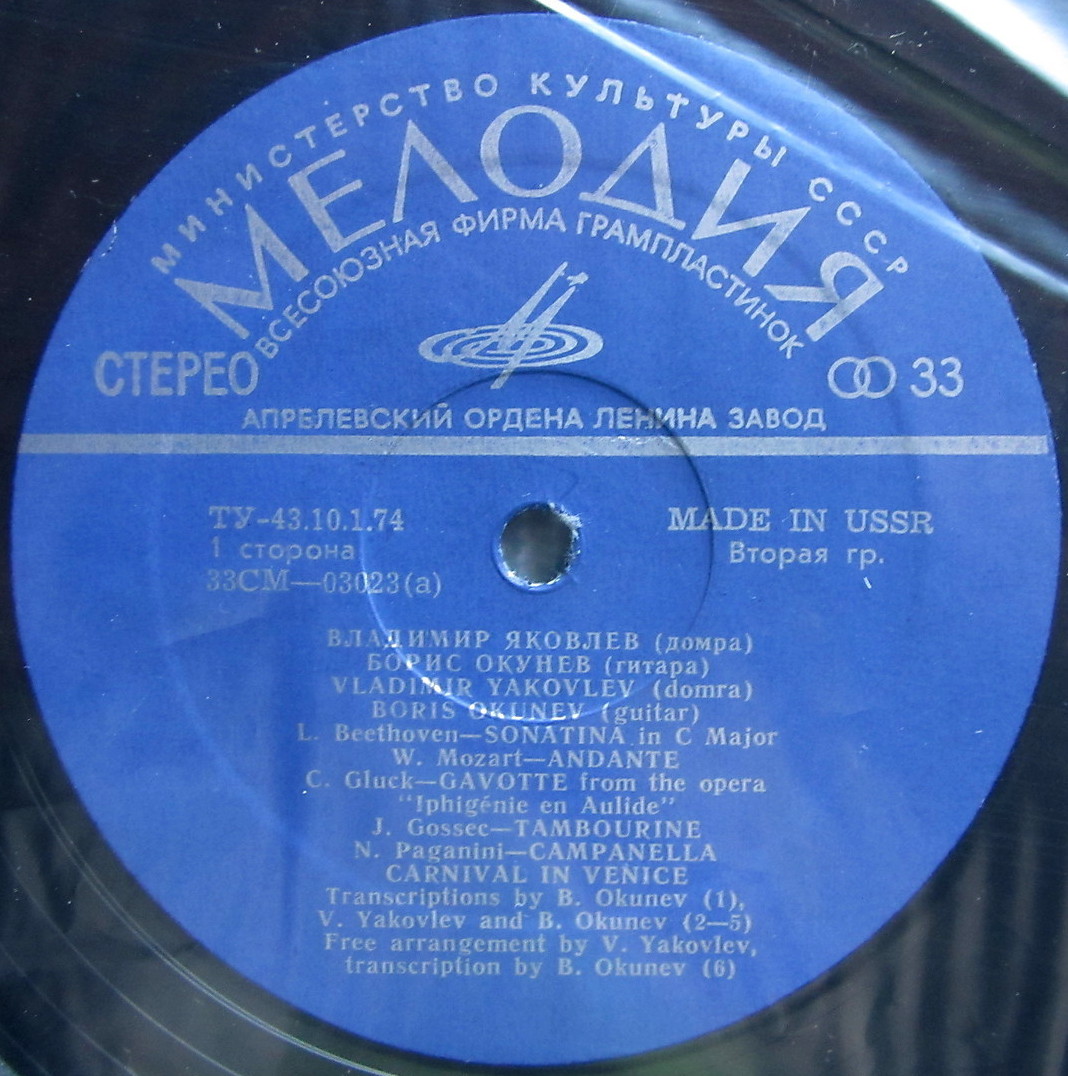 МИНИСТЕРСТВО КУЛЬТУРЫ СССР
МЕЛОДИЯ
ВСЕСОЮЗНАЯ ФИРМА ГРАМПЛАСТИНОК
СТЕРЕО
33
АПРЕЛЕВСКИЙ ОРДЕНА ЛЕНИНА ЗАВОД
ТУ-43.10.1.74
1 сторона
33СМ—03023(а)
MADE IN USSR
Вторая гр.
ВЛАДИМИР ЯКОВЛЕВ (домра)
БОРИС ОКУНЕВ (гитара)
VLADIMIR YAKOVLEV (domra)
BORIS OKUNEV (guitar)
L. Beethoven—SONATINA in C Major
W. Mozart—ANDANTE
C. Gluck—GAVOTTE from the opera
"Iphigénie en Aulide"
J. Gossec—TAMBOURINE
N. Paganini—CAMPANELLA
CARNIVAL IN VENICE
Transcriptions by B. Okunev (1),
V. Yakovlev and B. Okunev (2—5)
Free arrangement by V. Yakovlev,
transcription by B. Okunev (6)